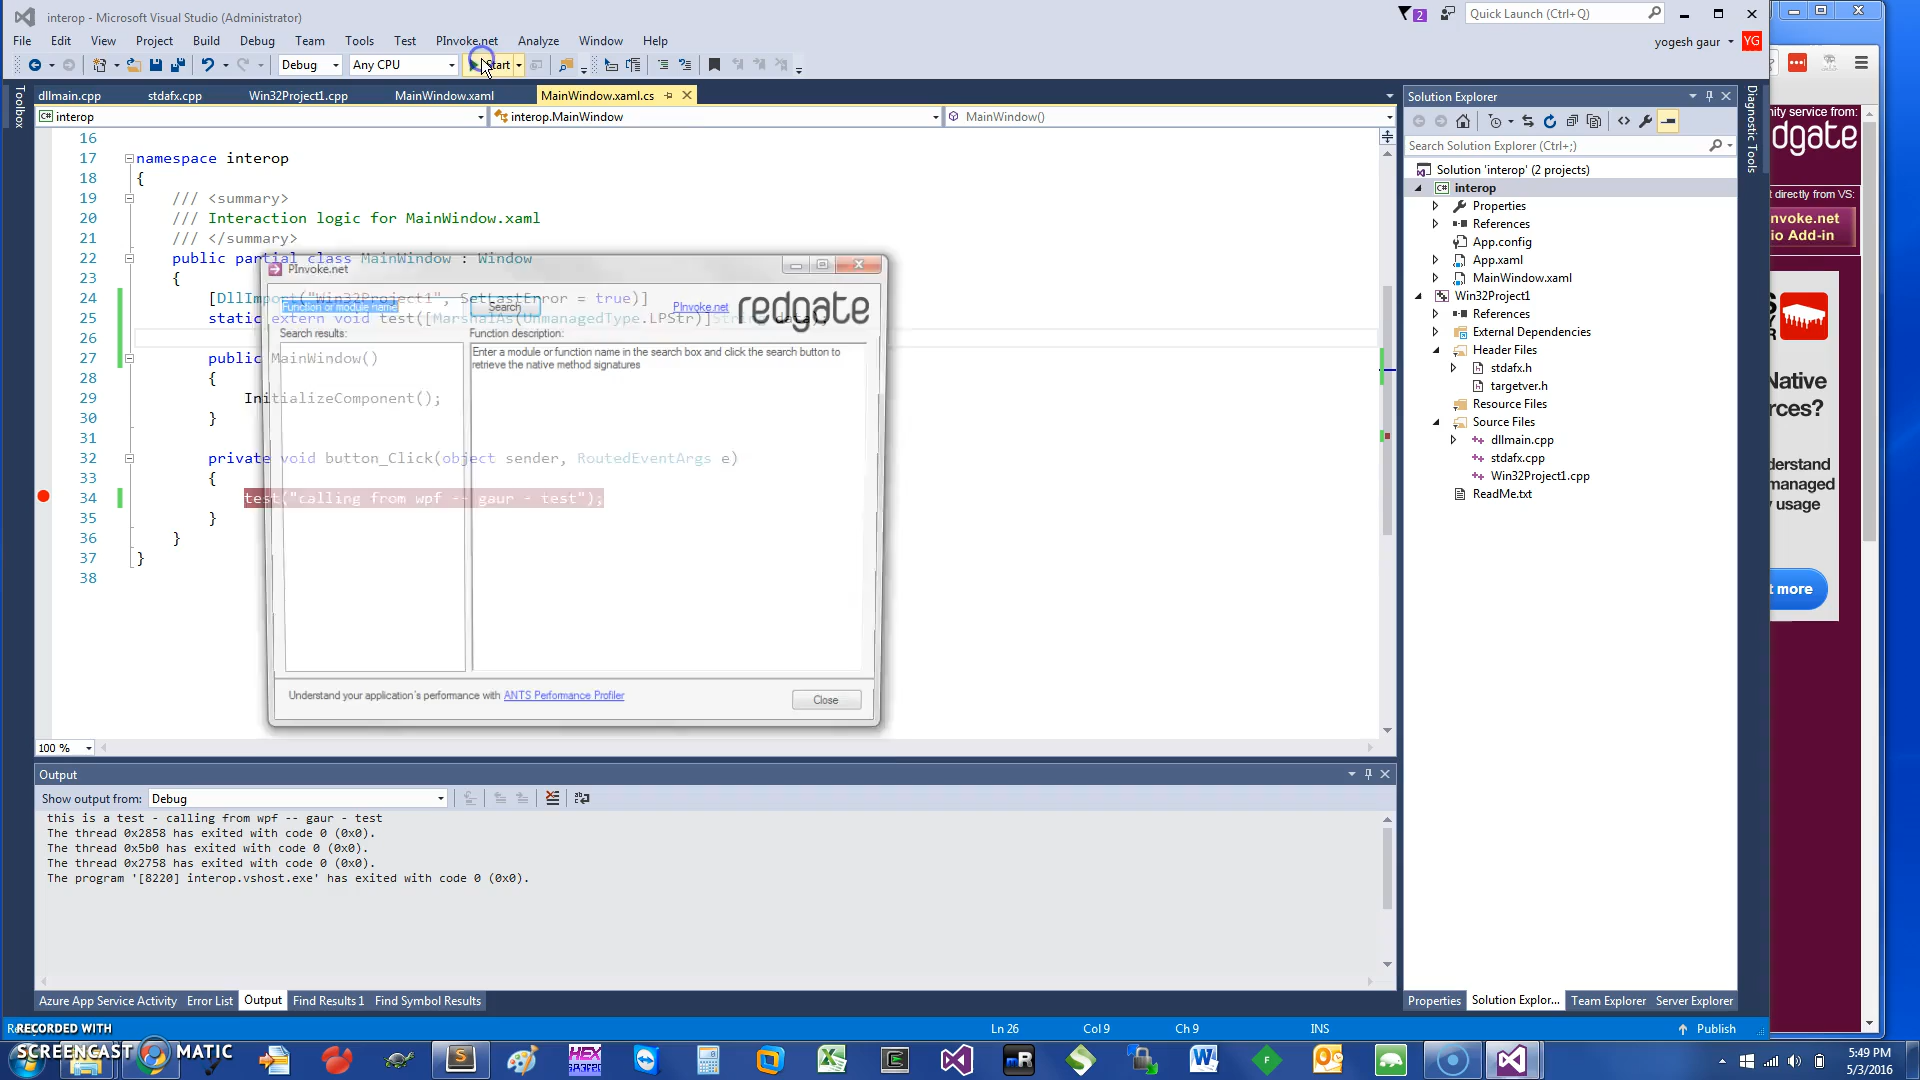 interop - Microsoft Visual Studio (Administrator)
2
Quick Launch (Ctrl+Q)
File Edit View Project Build Debug Team Tools Test PInvoke.net Analyze Window Help
yogesh gaur YG
Debug Any CPU Start
dllmain.cpp stdafx.cpp Win32Project1.cpp MainWindow.xaml MainWindow.xaml.cs
interop interop.MainWindow MainWindow()
Toolbox
16
17 namespace interop
18 {
19 /// <summary>
20 /// Interaction logic for MainWindow.xaml
21 /// </summary>
22 public partial class MainWindow : Window
23 {
24 [DllImport("Win32Project1", SetLastError = true)]
25 static extern void test([MarshalAs(UnmanagedType.LPStr)]String data);
26
27 public MainWindow()
28 {
29 InitializeComponent();
30 }
31
32 private void button_Click(object sender, RoutedEventArgs e)
33 {
34 test("calling from wpf -- gaur - test");
35 }
36 }
37 }
38
PInvoke.net
Function or module name
Search
PInvoke.net
redgate
Search results:
Function description:
Enter a module or function name in the search box and click the search button to
retrieve the native method signatures
Understand your application's performance with ANTS Performance Profiler
Close
100 %
Output
Show output from: Debug
this is a test - calling from wpf -- gaur - test
The thread 0x2858 has exited with code 0 (0x0).
The thread 0x5b0 has exited with code 0 (0x0).
The thread 0x2758 has exited with code 0 (0x0).
The program '[8220] interop.vshost.exe' has exited with code 0 (0x0).
Azure App Service Activity Error List Output Find Results 1 Find Symbol Results
Solution Explorer
Search Solution Explorer (Ctrl+;)
Solution 'interop' (2 projects)
C# interop
Properties
References
App.config
App.xaml
MainWindow.xaml
Win32Project1
References
External Dependencies
Header Files
stdafx.h
targetver.h
Resource Files
Source Files
dllmain.cpp
stdafx.cpp
Win32Project1.cpp
ReadMe.txt
Properties Solution Explor... Team Explorer Server Explorer
Diagnostic Tools
nity service from:
redgate
t directly from VS:
nvoke.net
io Add-in
Native
rces?
derstand
managed
y usage
t more
Ln 26 Col 9 Ch 9 INS Publish
RECORDED WITH
SCREENCAST MATIC
HEX
5:49 PM
5/3/2016